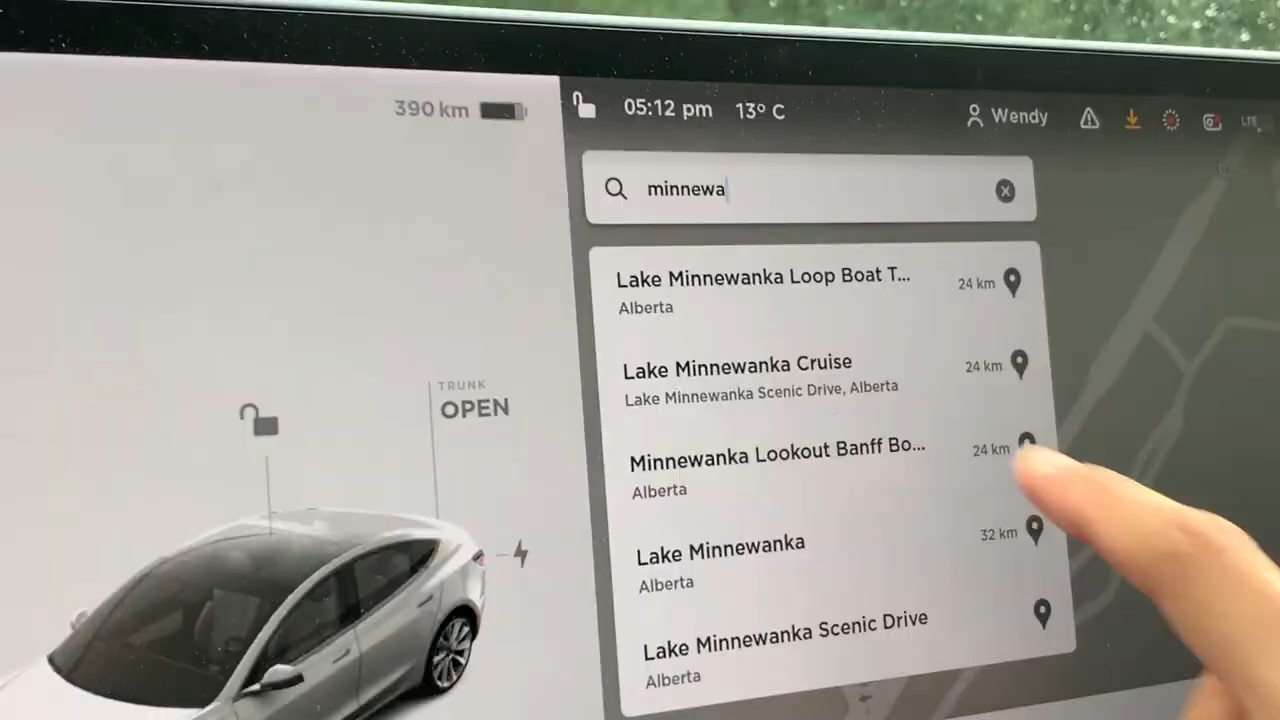 390 km
05:12 pm 13° C
Wendy
LTE
minnewa
Lake Minnewanka Loop Boat T...
24 km
Alberta
Lake Minnewanka Cruise
24 km
Lake Minnewanka Scenic Drive, Alberta
Minnewanka Lookout Banff Bo...
24 km
Alberta
Lake Minnewanka
32 km
Alberta
Lake Minnewanka Scenic Drive
Alberta
TRUNK
OPEN